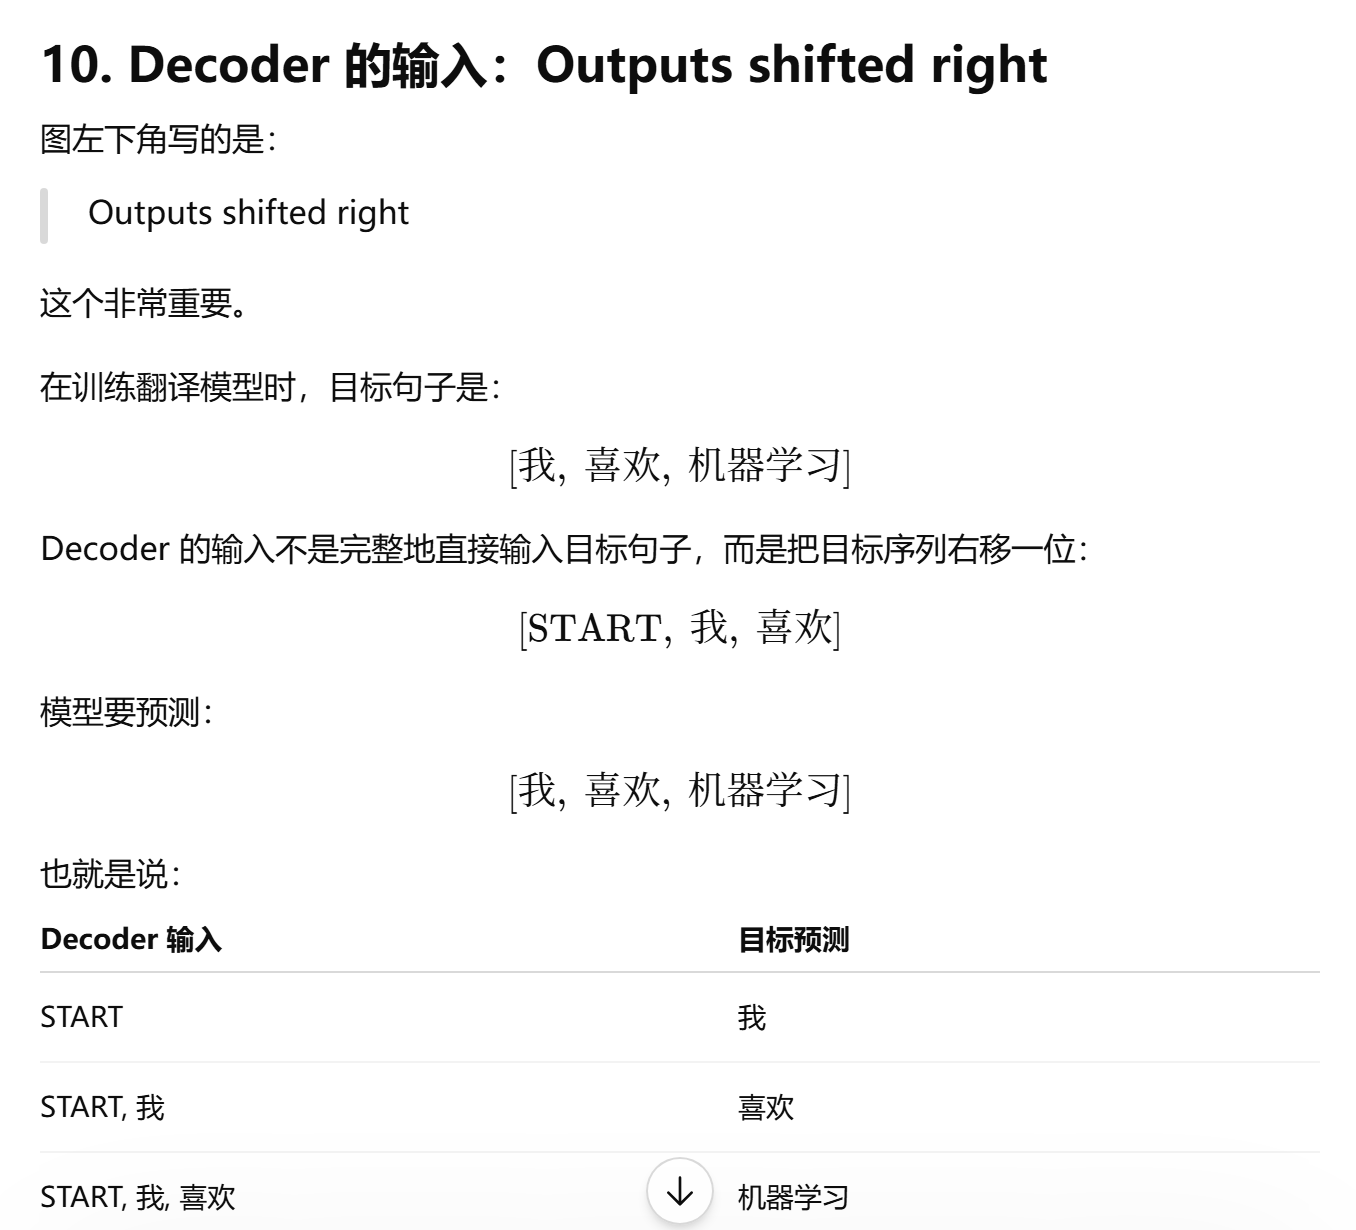 10. Decoder 的输入：Outputs shifted right
图左下角写的是：
Outputs shifted right
这个非常重要。
在训练翻译模型时，目标句子是：
[我, 喜欢, 机器学习]
Decoder 的输入不是完整地直接输入目标句子，而是把目标序列右移一位：
[START, 我, 喜欢]
模型要预测：
[我, 喜欢, 机器学习]
也就是说：
Decoder 输入 目标预测
START 我
START, 我 喜欢
START, 我, 喜欢 机器学习